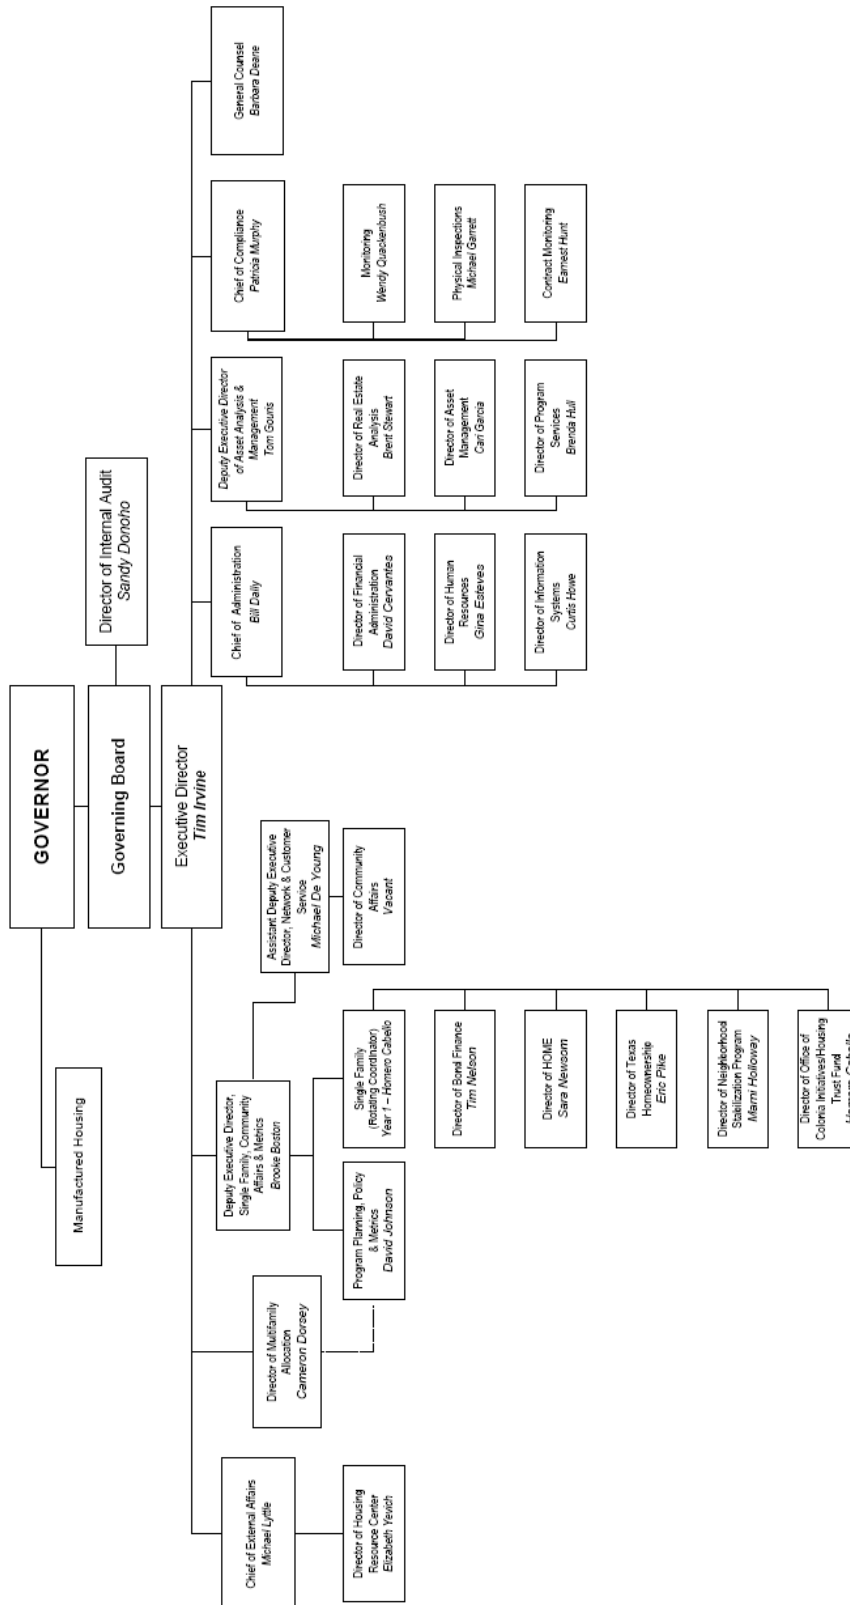 GOVERNOR
Manufactured Housing
Governing Board
Director of Internal Audit
Sandy Donoho
Executive Director
Tim Irvine
Chief of External Affairs
Michael Lyttle
Director of Housing
Resource Center
Elizabeth Yevich
Director of Multifamily
Allocation
Cameron Dorsey
Deputy Executive Director,
Single Family, Community
Affairs & Metrics
Brooke Boston
Program Planning, Policy
& Metrics
David Johnson
Single Family
(Rotating Coordinator)
Year 1 – Homero Cabello
Director of Bond Finance
Tim Nelson
Director of HOME
Sara Newsom
Director of Texas
Homeownership
Eric Pike
Director of Neighborhood
Stabilization Program
Marni Holloway
Director of Office of
Colonia Initiatives/Housing
Trust Fund
Assistant Deputy Executive
Director, Network & Customer
Service
Michael De Young
Director of Community
Affairs
Vacant
Chief of Administration
Bill Dally
Director of Financial
Administration
David Cervantes
Director of Human
Resources
Gina Esteves
Director of Information
Systems
Curtis Howe
Deputy Executive Director
of Asset Analysis &
Management
Tom Gouris
Director of Real Estate
Analysis
Brent Stewart
Director of Asset
Management
Cari Garcia
Director of Program
Services
Brenda Hull
Chief of Compliance
Patricia Murphy
Monitoring
Wendy Quackenbush
Physical Inspections
Michael Garrett
Contract Monitoring
Earnest Hunt
General Counsel
Barbara Deane